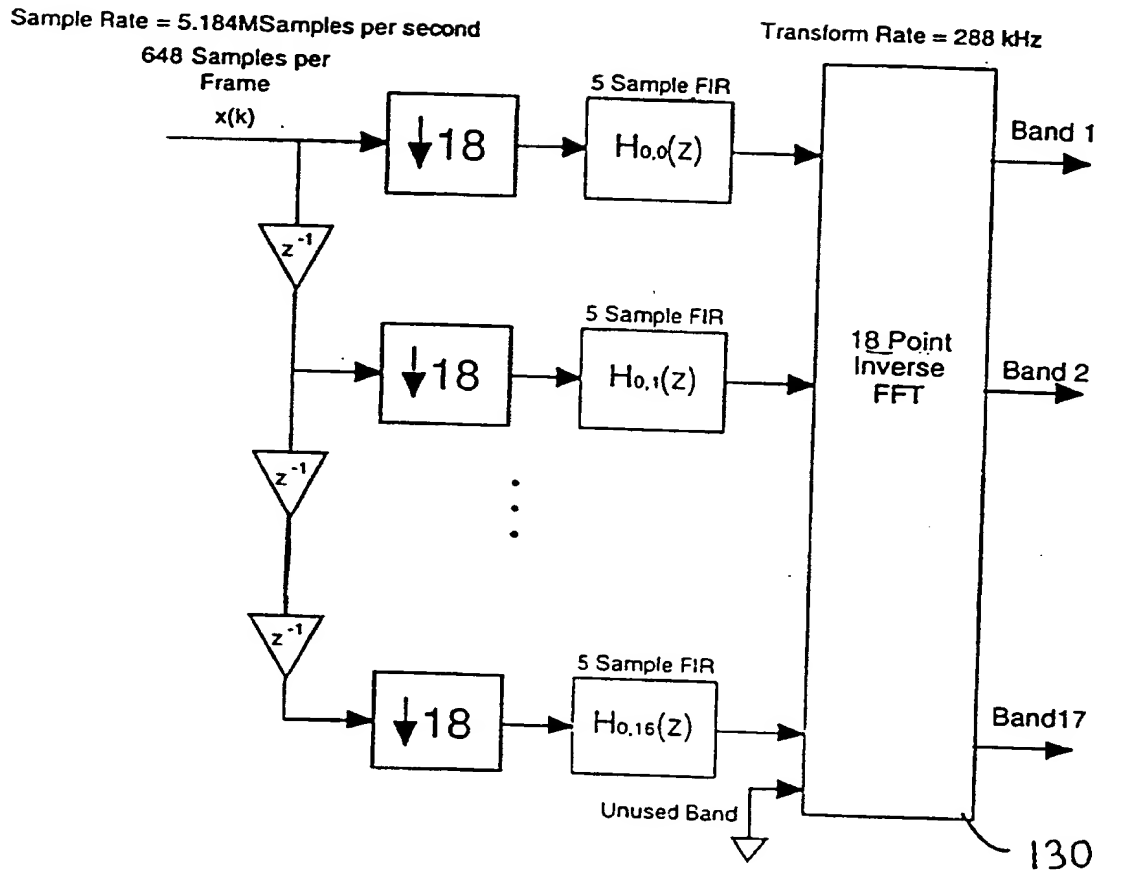 Sample Rate = 5.184MSamples per second
648 Samples per
Frame
x(k)
Transform Rate = 288 kHz
5 Sample FIR
↓18
H0,0(z)
Band 1
z-1
5 Sample FIR
↓18
H0,1(z)
18 Point
Inverse
FFT
Band 2
z-1
z-1
5 Sample FIR
↓18
H0,16(z)
Band17
Unused Band
130